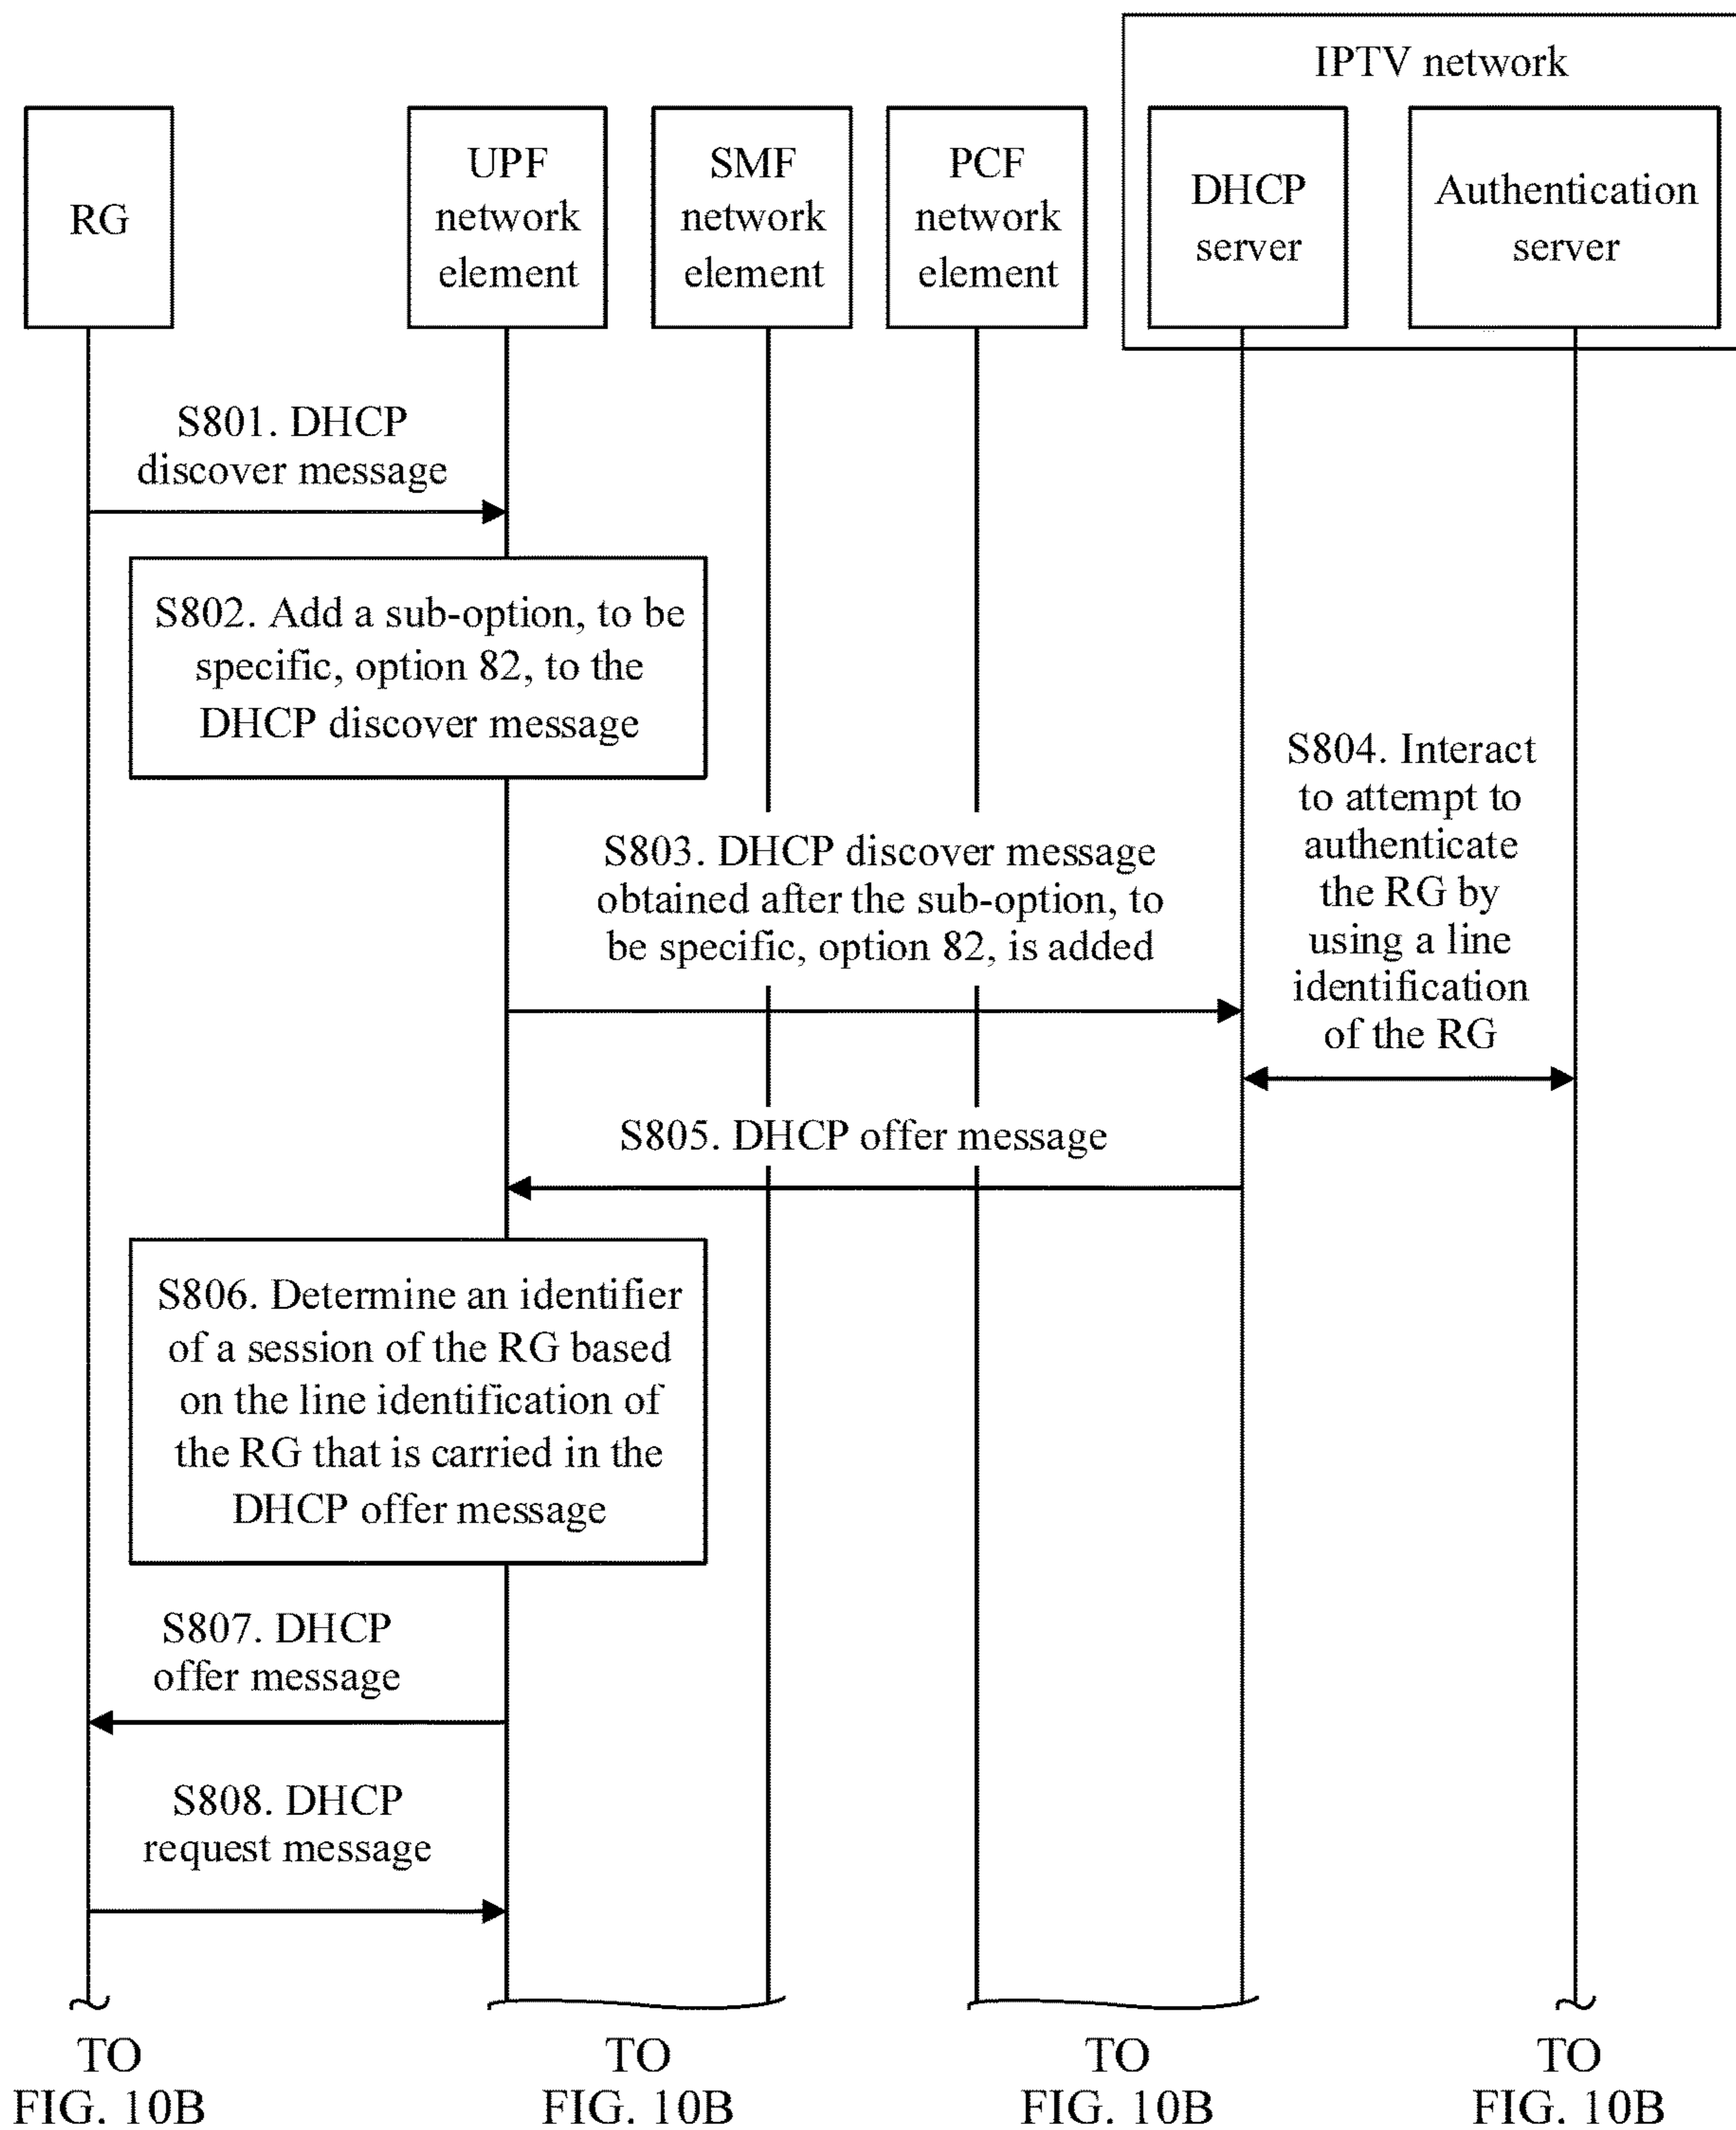 IPTV network
RG
UPF
network
element
SMF
network
element
PCF
network
element
DHCP
server
Authentication
server
S801. DHCP
discover message
S802. Add a sub-option, to be
specific, option 82, to the
DHCP discover message
S803. DHCP discover message
obtained after the sub-option, to
be specific, option 82, is added
S804. Interact
to attempt to
authenticate
the RG by
using a line
identification
of the RG
S805. DHCP offer message
S806. Determine an identifier
of a session of the RG based
on the line identification of
the RG that is carried in the
DHCP offer message
S807. DHCP
offer message
S808. DHCP
request message
TO
FIG. 10B
TO
FIG. 10B
TO
FIG. 10B
TO
FIG. 10B